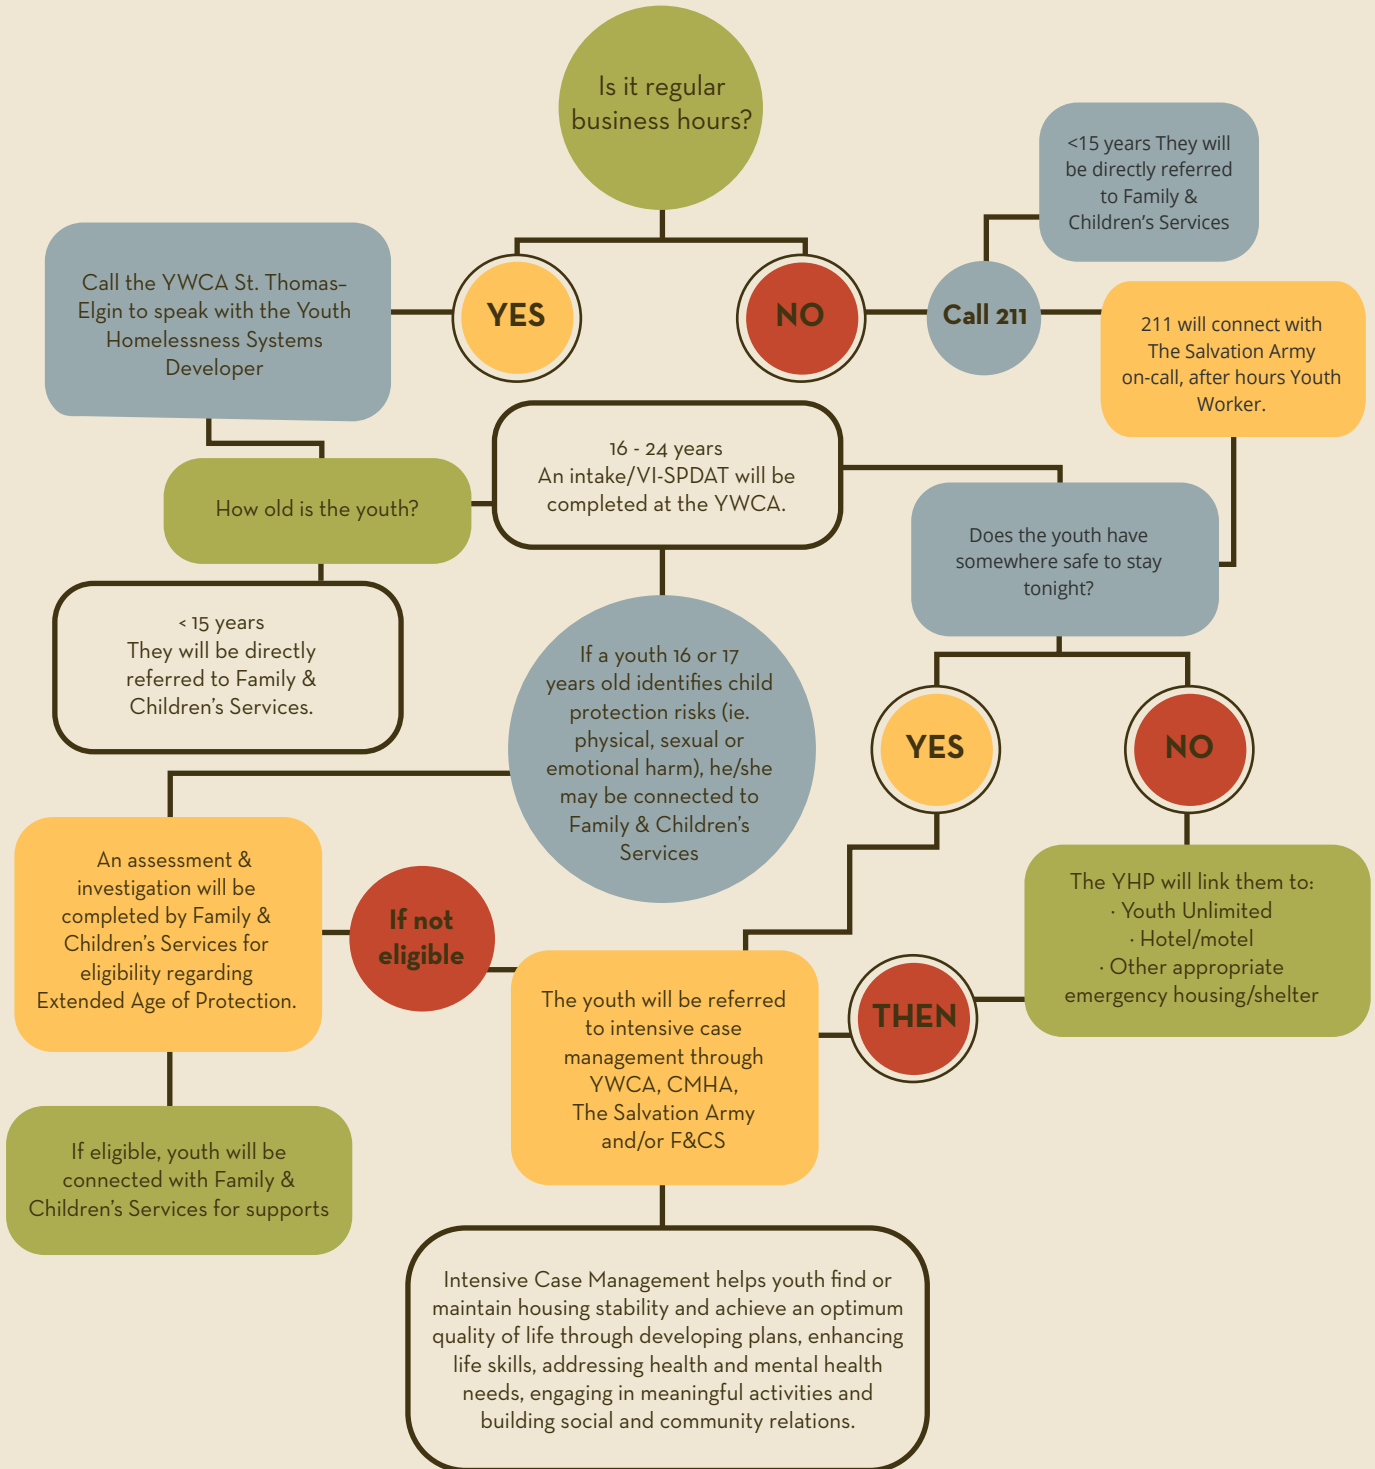 Is it regular
business hours?
<15 years They will
be directly referred
to Family &
Children's Services
Call the YWCA St. Thomas-
Elgin to speak with the Youth
Homelessness Systems
Developer
YES
NO
Call 211
211 will connect with
The Salvation Army
on-call, after hours Youth
Worker.
How old is the youth?
16 - 24 years
An intake/VI-SPDAT will be
completed at the YWCA.
Does the youth have
somewhere safe to stay
tonight?
< 15 years
They will be directly
referred to Family &
Children's Services.
If a youth 16 or 17
years old identifies child
protection risks (ie.
physical, sexual or
emotional harm), he/she
may be connected to
Family & Children's
Services
YES
NO
An assessment &
investigation will be
completed by Family &
Children's Services for
eligibility regarding
Extended Age of Protection.
If not
eligible
The YHP will link them to:
· Youth Unlimited
· Hotel/motel
· Other appropriate
emergency housing/shelter
The youth will be referred
to intensive case
management through
YWCA, CMHA,
The Salvation Army
and/or F&CS
THEN
If eligible, youth will be
connected with Family &
Children's Services for supports
Intensive Case Management helps youth find or
maintain housing stability and achieve an optimum
quality of life through developing plans, enhancing
life skills, addressing health and mental health
needs, engaging in meaningful activities and
building social and community relations.